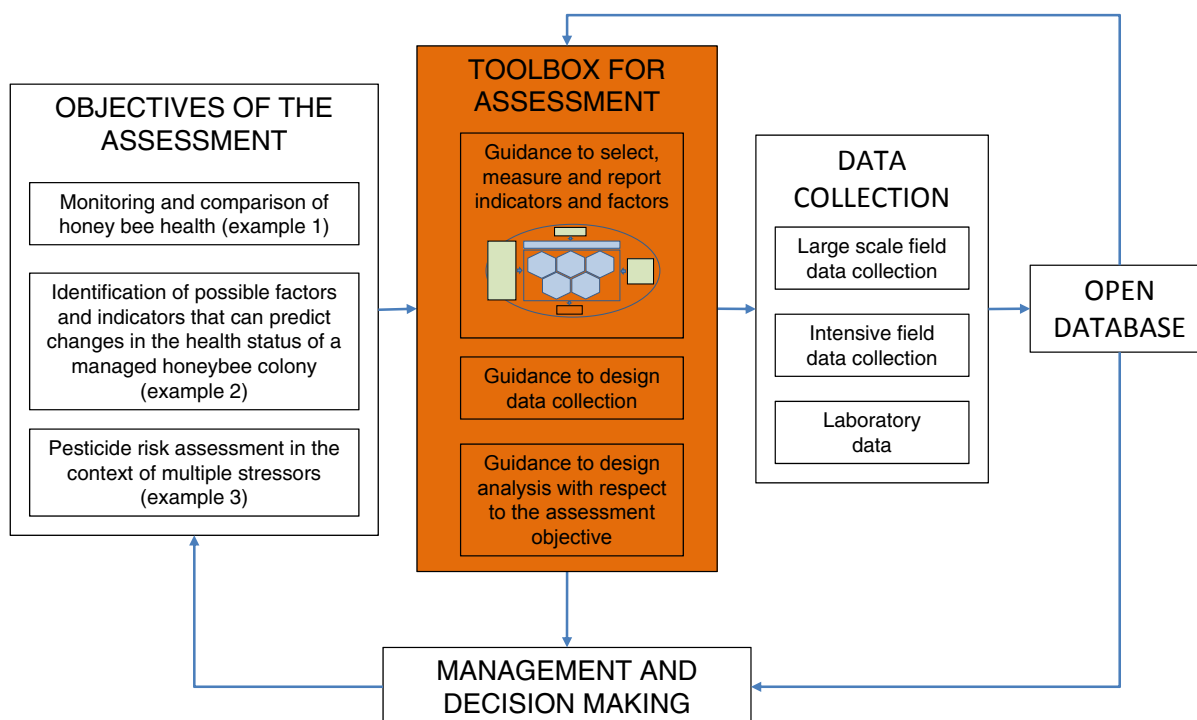 OBJECTIVES OF THE
ASSESSMENT
Monitoring and comparison of
honey bee health (example 1)
Identification of possible factors
and indicators that can predict
changes in the health status of a
managed honeybee colony
(example 2)
Pesticide risk assessment in the
context of multiple stressors
(example 3)
TOOLBOX FOR
ASSESSMENT
Guidance to select,
measure and report
indicators and factors
Guidance to design
data collection
Guidance to design
analysis with respect
to the assessment
objective
DATA
COLLECTION
Large scale field
data collection
Intensive field
data collection
Laboratory
data
OPEN
DATABASE
MANAGEMENT AND
DECISION MAKING